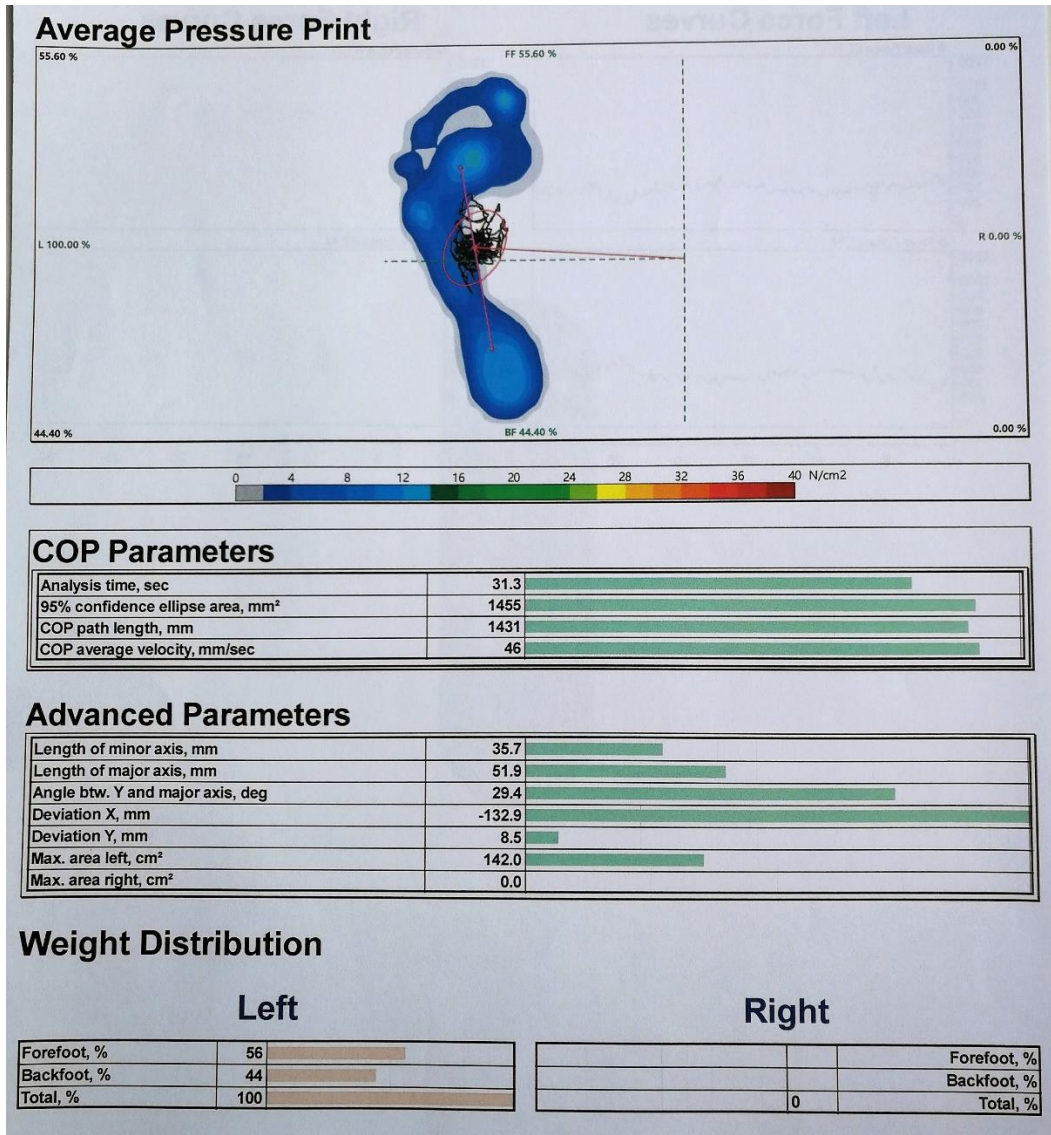 Average Pressure Print
55.60 %
FF 55.60 %
0.00 %
L 100.00 %
R 0.00 %
44.40 %
BF 44.40 %
0.00 %
0 4 8 12 16 20 24 28 32 36 40 N/cm2
COP Parameters
Analysis time, sec 31.3
95% confidence ellipse area, mm² 1455
COP path length, mm 1431
COP average velocity, mm/sec 46
Advanced Parameters
Length of minor axis, mm 35.7
Length of major axis, mm 51.9
Angle btw. Y and major axis, deg 29.4
Deviation X, mm -132.9
Deviation Y, mm 8.5
Max. area left, cm² 142.0
Max. area right, cm² 0.0
Weight Distribution
Left
Right
Forefoot, % 56
Backfoot, % 44
Total, % 100
Forefoot, %
Backfoot, %
0 Total, %